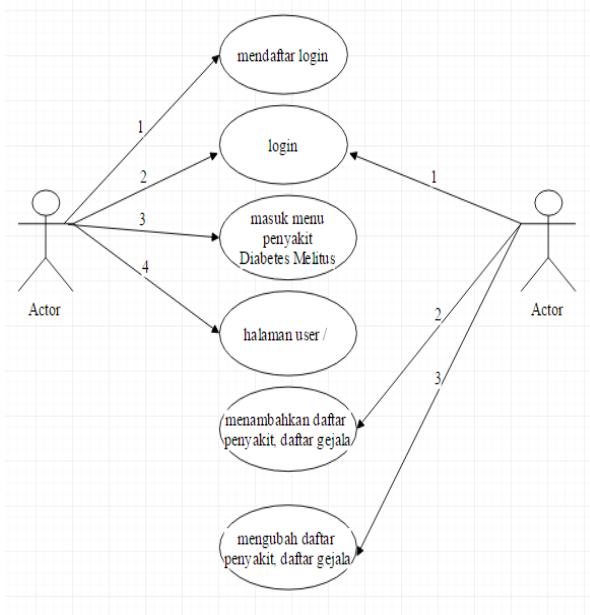 mendaftar login
1
login
2
1
masuk menu
penyakit
Diabetes Melitus
3
4
Actor
Actor
halaman user /
2
3
menambahkan daftar
penyakit, daftar gejala
mengubah daftar
penyakit, daftar gejala